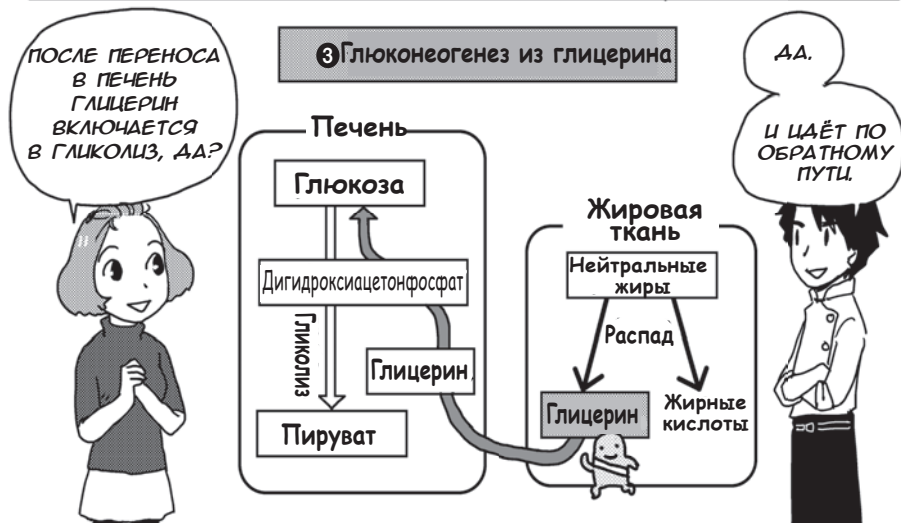 ❸Глюконеогенез из глицерина
ПОСЛЕ ПЕРЕНОСА
В ПЕЧЕНЬ
ГЛИЦЕРИН
ВКЛЮЧАЕТСЯ
В ГЛИКОЛИЗ, ДА?
ДА.
И ИДЁТ ПО
ОБРАТНОМУ
ПУТИ.
Печень
Глюкоза
Дигидроксиацетонфосфат
Гликолиз
Глицерин
Пируват
Жировая
ткань
Нейтральные
жиры
Распад
Глицерин
Жирные
кислоты